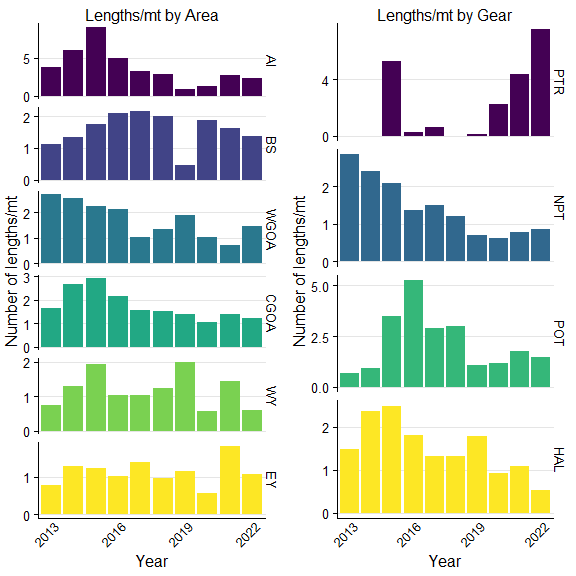 Lengths/mt by Area
Number of lengths/mt
5
0
AI
2
1
0
BS
2
1
0
WGOA
3
2
1
0
CGOA
2
1
0
WY
1
0
EY
2013
2016
2019
2022
Year
Lengths/mt by Gear
Number of lengths/mt
4
0
PTR
2
1
0
NPT
5.0
2.5
0.0
POT
2
1
0
HAL
2013
2016
2019
2022
Year